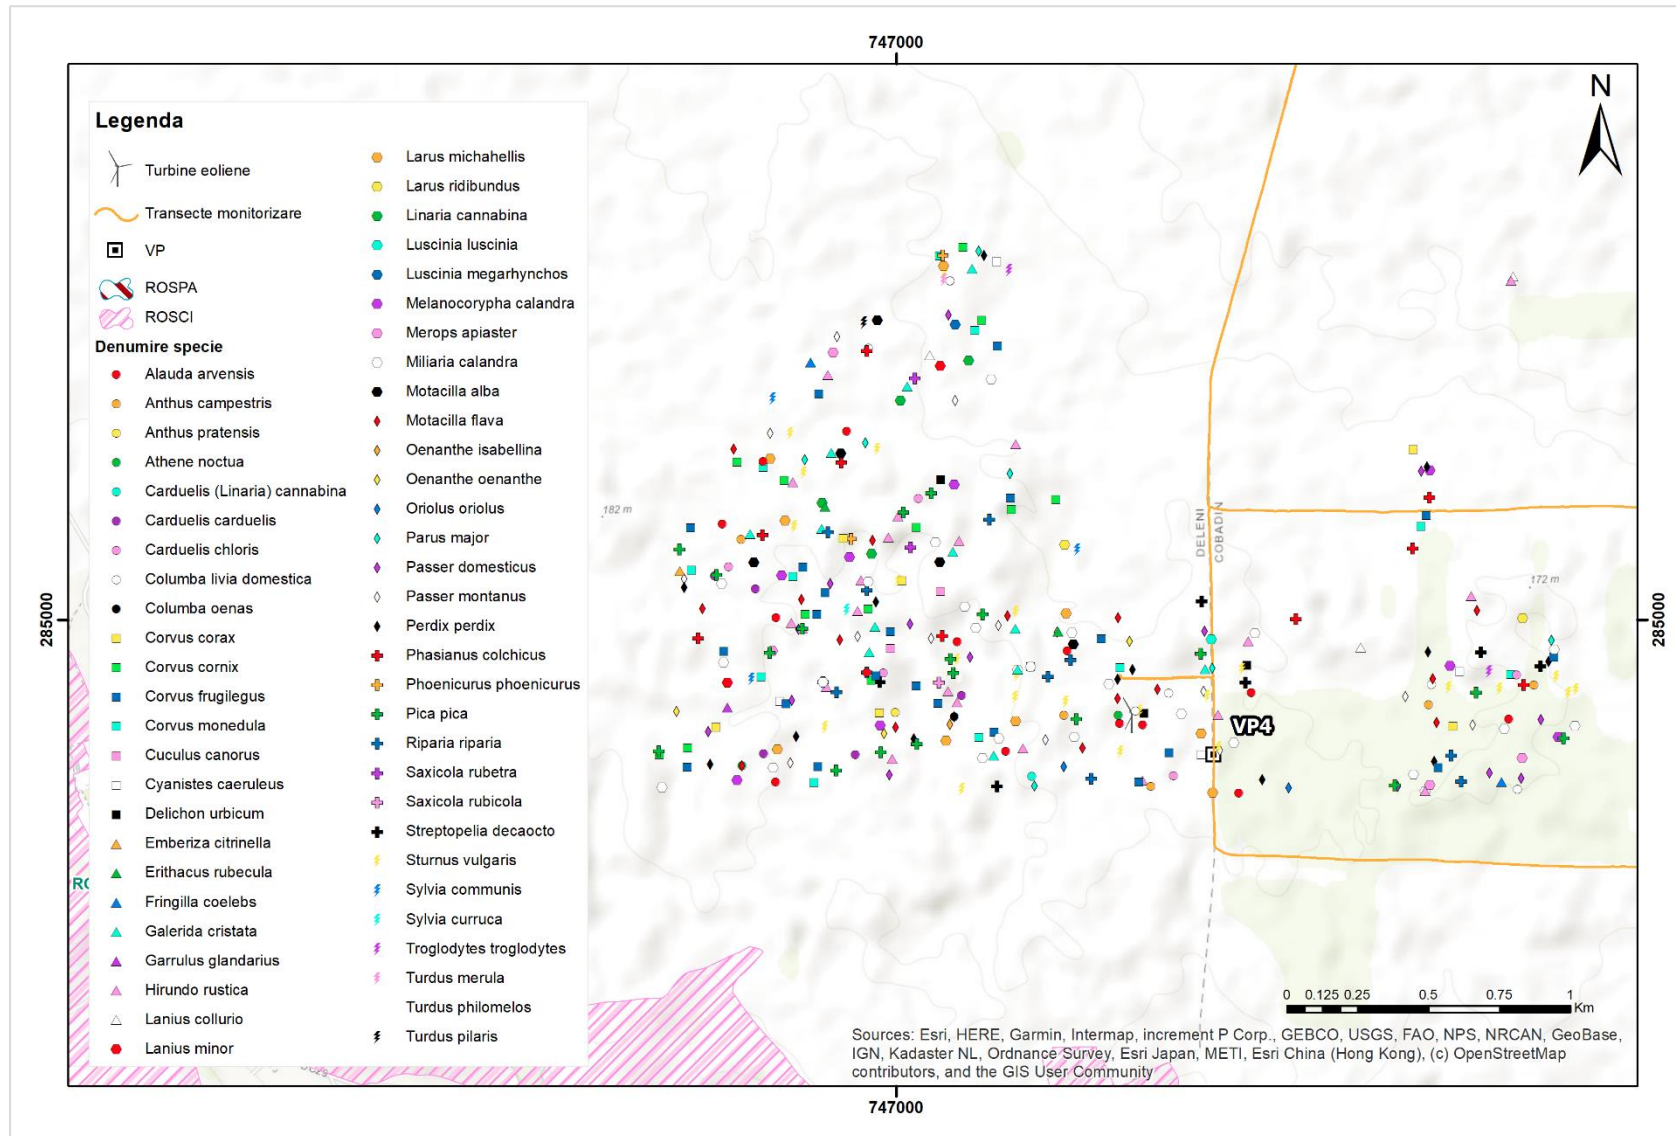 747000
N
Legenda
Turbine eoliene
Transecte monitorizare
VP
ROSPA
ROSCI
Denumire specie
Alauda arvensis
Anthus campestris
Anthus pratensis
Athene noctua
Carduelis (Linaria) cannabina
Carduelis carduelis
Carduelis chloris
Columba livia domestica
Columba oenas
Corvus corax
Corvus cornix
Corvus frugilegus
Corvus monedula
Cuculus canorus
Cyanistes caeruleus
Delichon urbicum
Emberiza citrinella
Erithacus rubecula
Fringilla coelebs
Galerida cristata
Garrulus glandarius
Hirundo rustica
Lanius collurio
Lanius minor
Larus michahellis
Larus ridibundus
Linaria cannabina
Luscinia luscinia
Luscinia megarhynchos
Melanocorypha calandra
Merops apiaster
Miliaria calandra
Motacilla alba
Motacilla flava
Oenanthe isabellina
Oenanthe oenanthe
Oriolus oriolus
Parus major
Passer domesticus
Passer montanus
Perdix perdix
Phasianus colchicus
Phoenicurus phoenicurus
Pica pica
Riparia riparia
Saxicola rubetra
Saxicola rubicola
Streptopelia decaocto
Sturnus vulgaris
Sylvia communis
Sylvia curruca
Troglodytes troglodytes
Turdus merula
Turdus philomelos
Turdus pilaris
182 m
DELENI
COBADIN
172 m
285000
285000
VP4
0 0.125 0.25 0.5 0.75 1
Km
Sources: Esri, HERE, Garmin, Intermap, increment P Corp., GEBCO, USGS, FAO, NPS, NRCAN, GeoBase,
IGN, Kadaster NL, Ordnance Survey, Esri Japan, METI, Esri China (Hong Kong), (c) OpenStreetMap
contributors, and the GIS User Community
747000